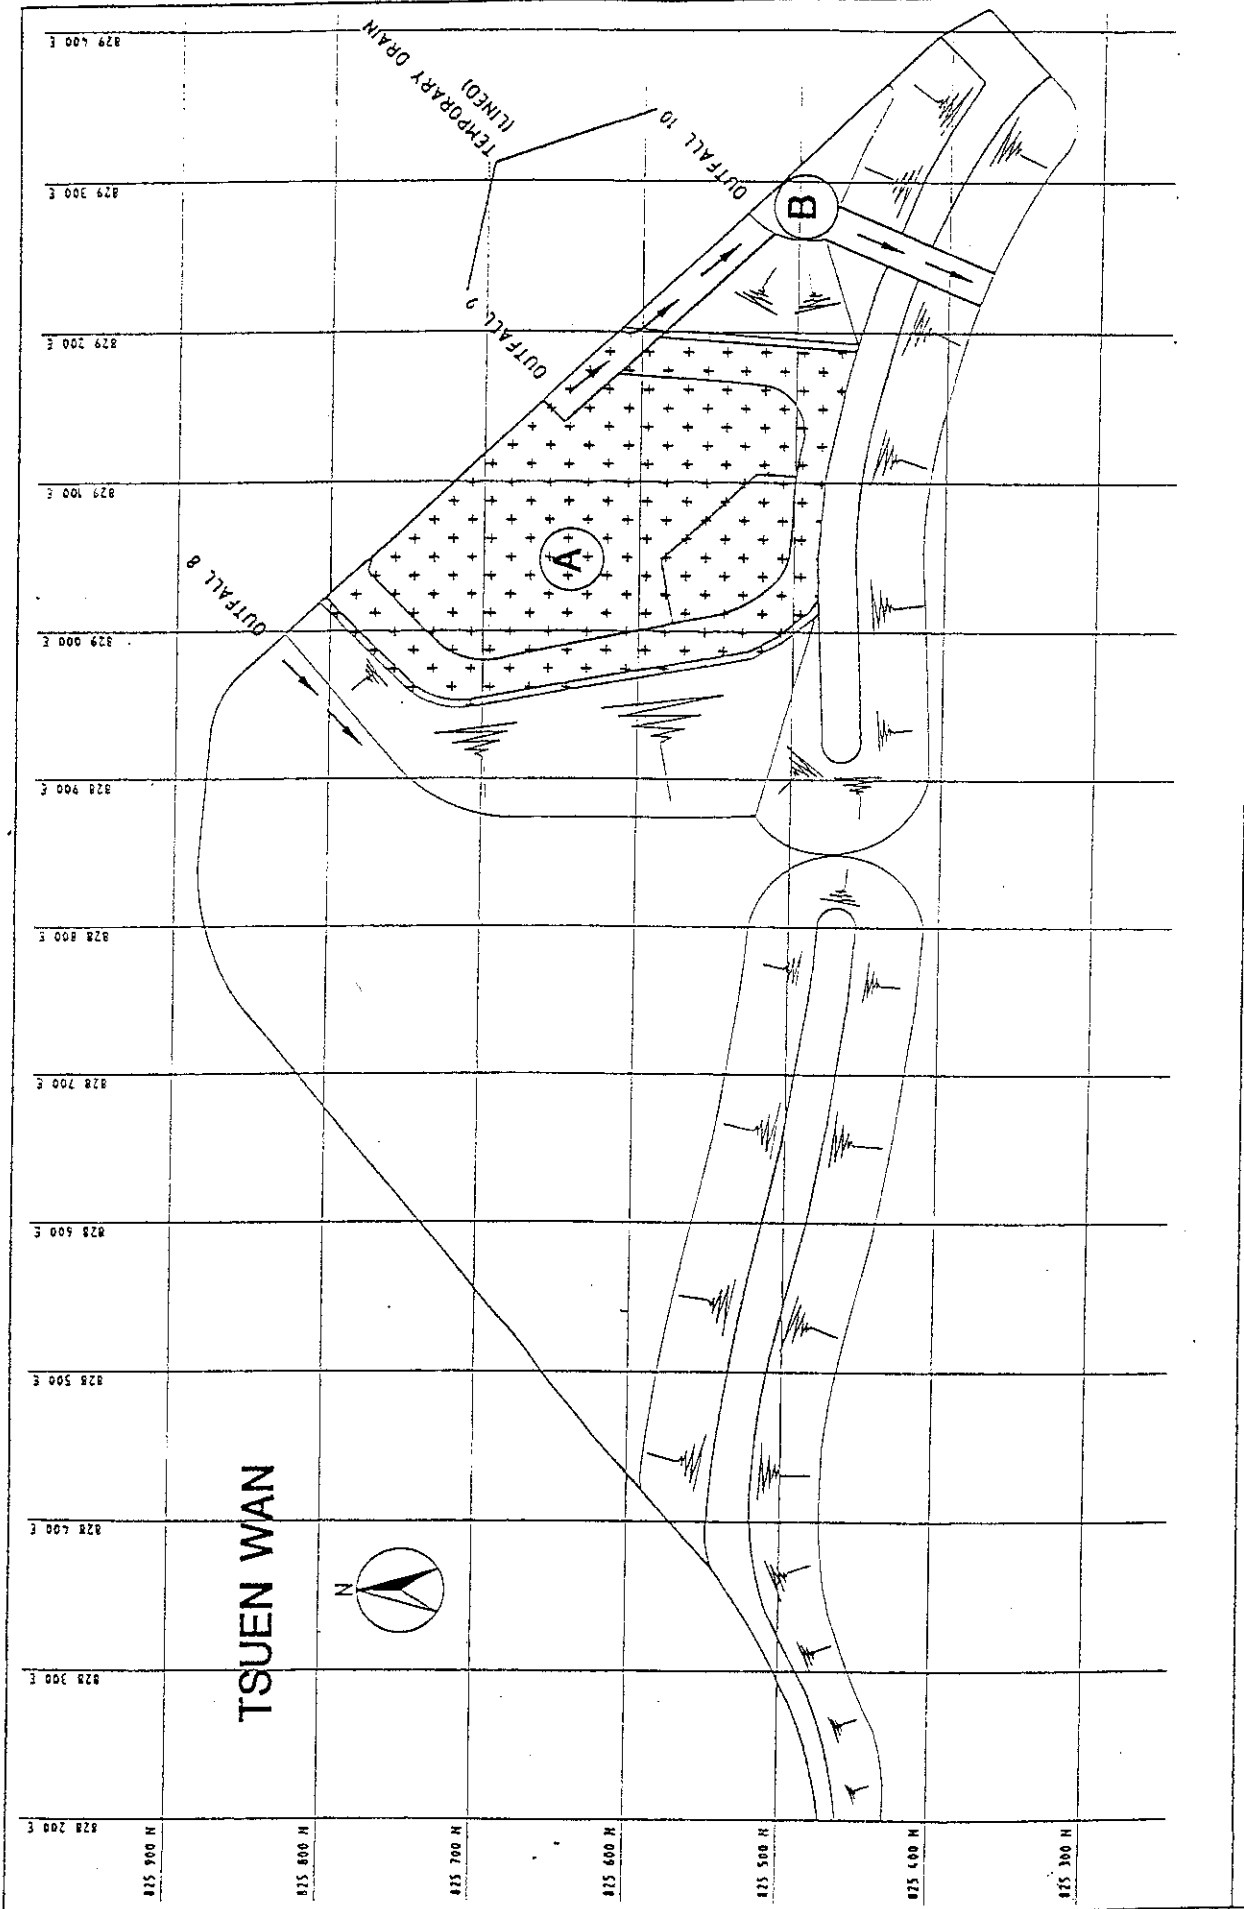 TSUEN WAN
N
OUTFALL 8
OUTFALL 9
OUTFALL 10
TEMPORARY DRAIN
(LINED)
A
B
828 200 E
828 300 E
828 400 E
828 500 E
828 600 E
828 700 E
828 800 E
828 900 E
829 000 E
829 100 E
829 200 E
829 300 E
829 400 E
825 900 N
825 800 N
825 700 N
825 600 N
825 500 N
825 400 N
825 300 N